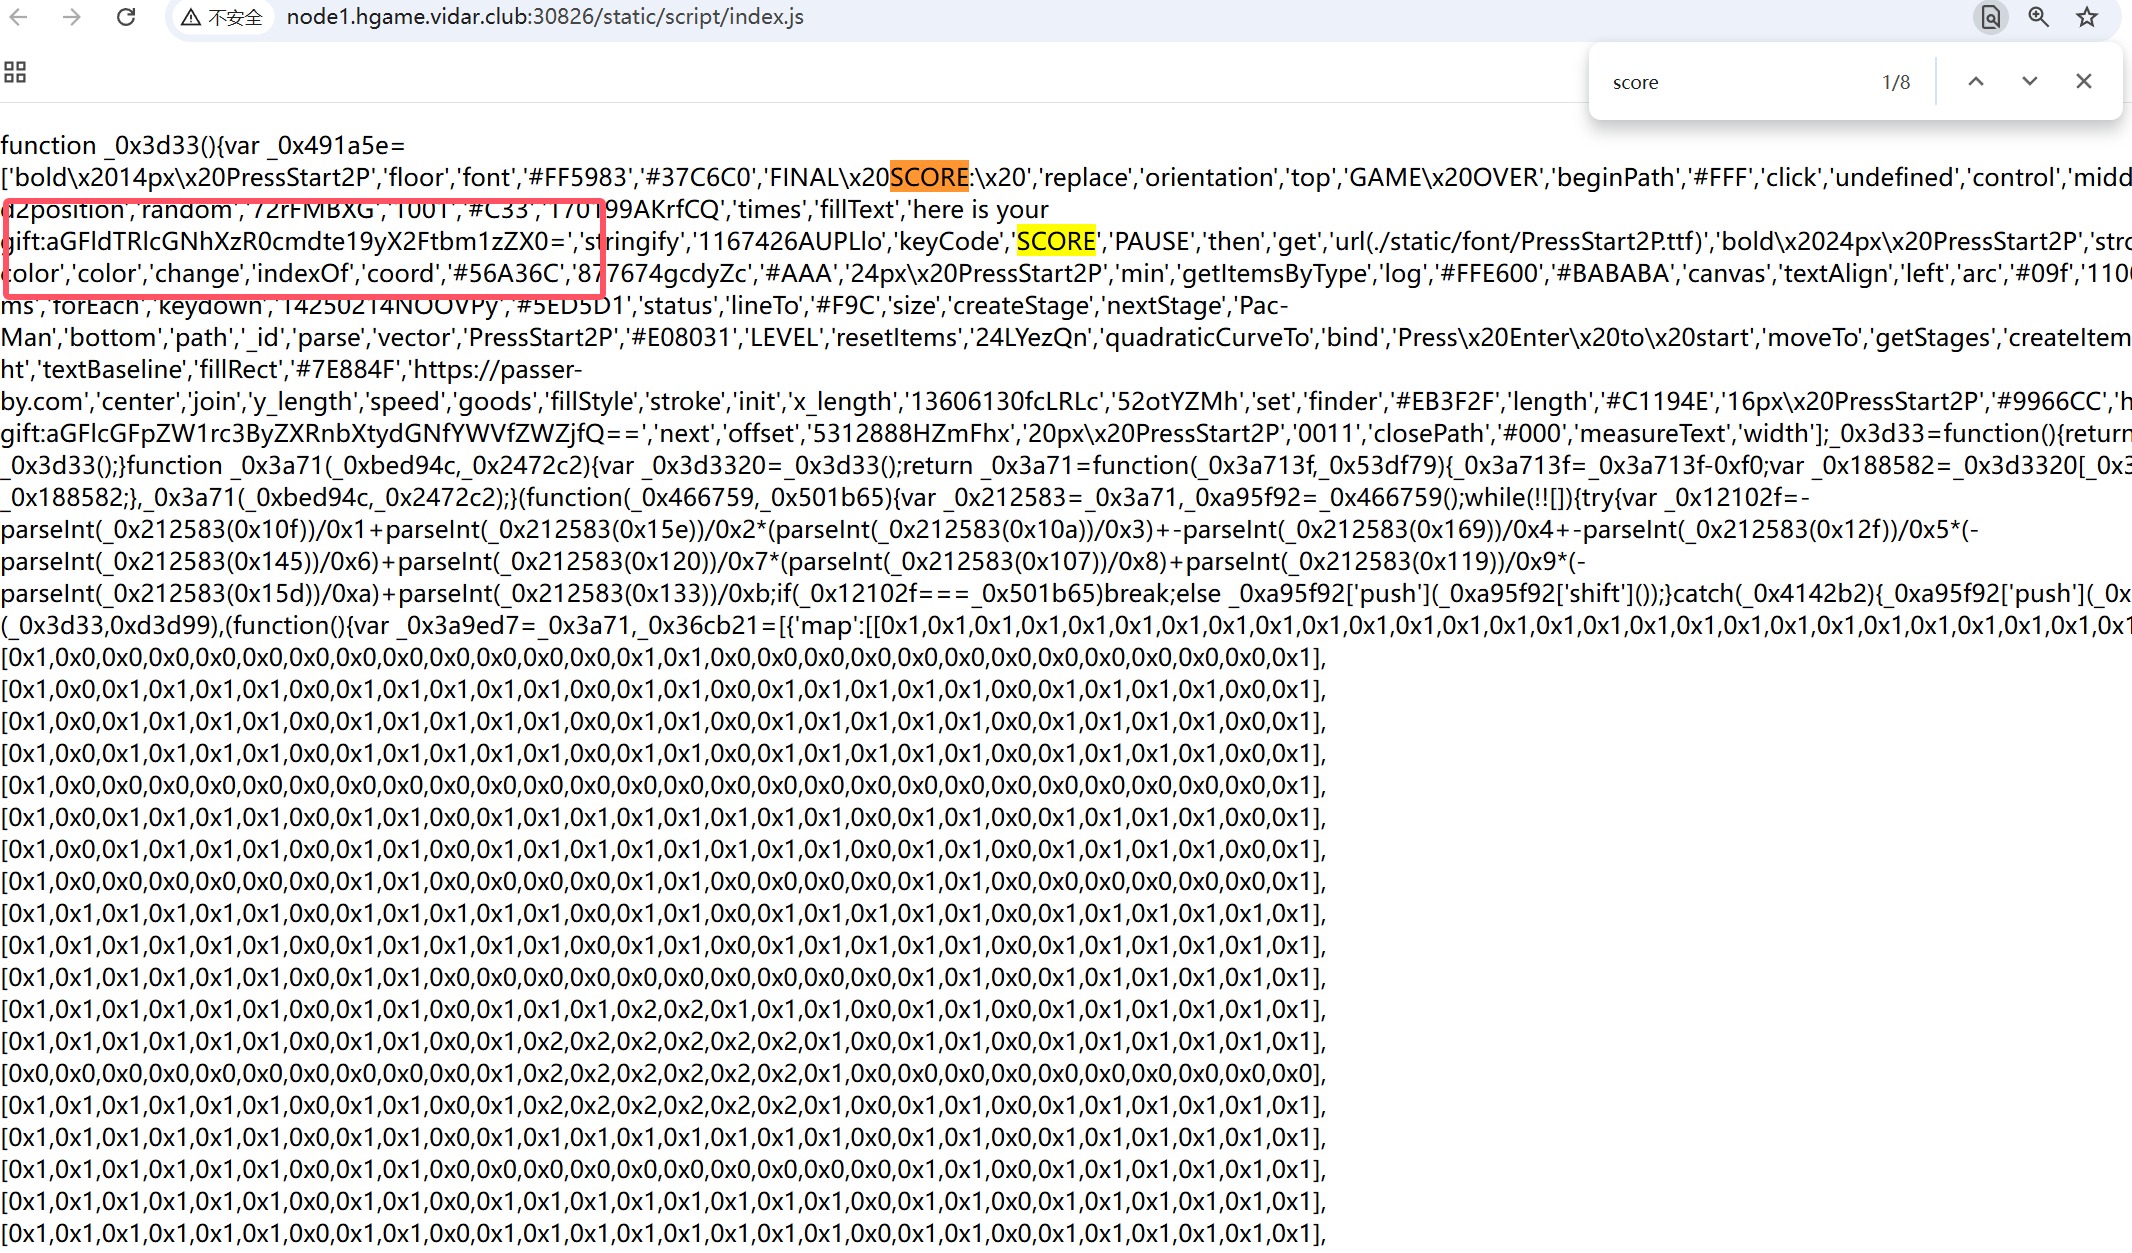 不安全 node1.hgame.vidar.club:30826/static/script/index.js
score 1/8
function _0x3d33(){var _0x491a5e=
['bold\x2014px\x20PressStart2P','floor','font','#FF5983','#37C6C0','FINAL\x20SCORE:\x20','replace','orientation','top','GAME\x20OVER','beginPath','#FFF','click','undefined','control','midd
d2position','random','72rFMBXG','1001','#C33','170199AKrfCQ','times','fillText','here is your
gift:aGFldTRlcGNhXzR0cmdte19yX2Ftbm1zZX0=','stringify','1167426AUPLlo','keyCode','SCORE','PAUSE','then','get','url(./static/font/PressStart2P.ttf)','bold\x2024px\x20PressStart2P','stro
color','color','change','indexOf','coord','#56A36C','877674gcdyZc','#AAA','24px\x20PressStart2P','min','getItemsByType','log','#FFE600','#BABABA','canvas','textAlign','left','arc','#09f','110
ms','forEach','keydown','14250214NOOVPy','#5ED5D1','status','lineTo','#F9C','size','createStage','nextStage','Pac-
Man','bottom','path','_id','parse','vector','PressStart2P','#E08031','LEVEL','resetItems','24LYezQn','quadraticCurveTo','bind','Press\x20Enter\x20to\x20start','moveTo','getStages','createItem
ht','textBaseline','fillRect','#7E884F','https://passer-
by.com','center','join','y_length','speed','goods','fillStyle','stroke','init','x_length','13606130fcLRLc','52otYZMh','set','finder','#EB3F2F','length','#C1194E','16px\x20PressStart2P','#9966CC','h
gift:aGFlcGFpZW1rc3ByZXRnbXtydGNfYWVfZWZjfQ==','next','offset','5312888HZmFhx','20px\x20PressStart2P','0011','closePath','#000','measureText','width'];_0x3d33=function(){return
_0x3d33();}function _0x3a71(_0xbed94c,_0x2472c2){var _0x3d3320=_0x3d33();return _0x3a71=function(_0x3a713f,_0x53df79){_0x3a713f=_0x3a713f-0xf0;var _0x188582=_0x3d3320[_0x3
_0x188582;},_0x3a71(_0xbed94c,_0x2472c2);}(function(_0x466759,_0x501b65){var _0x212583=_0x3a71,_0xa95f92=_0x466759();while(!![]){try{var _0x12102f=-
parseInt(_0x212583(0x10f))/0x1+parseInt(_0x212583(0x15e))/0x2*(parseInt(_0x212583(0x10a))/0x3)+-parseInt(_0x212583(0x169))/0x4+-parseInt(_0x212583(0x12f))/0x5*(-
parseInt(_0x212583(0x145))/0x6)+parseInt(_0x212583(0x120))/0x7*(parseInt(_0x212583(0x107))/0x8)+parseInt(_0x212583(0x119))/0x9*(-
parseInt(_0x212583(0x15d))/0xa)+parseInt(_0x212583(0x133))/0xb;if(_0x12102f===_0x501b65)break;else _0xa95f92['push'](_0xa95f92['shift']());}catch(_0x4142b2){_0xa95f92['push'](_0x
(_0x3d33,0xd3d99),(function(){var _0x3a9ed7=_0x3a71,_0x36cb21=[{'map':[[0x1,0x1,0x1,0x1,0x1,0x1,0x1,0x1,0x1,0x1,0x1,0x1,0x1,0x1,0x1,0x1,0x1,0x1,0x1,0x1,0x1,0x1,0x1,0x1,0x1,0x1,0x1
[0x1,0x0,0x0,0x0,0x0,0x0,0x0,0x0,0x0,0x0,0x0,0x0,0x0,0x1,0x1,0x0,0x0,0x0,0x0,0x0,0x0,0x0,0x0,0x0,0x0,0x0,0x0,0x1],
[0x1,0x0,0x1,0x1,0x1,0x1,0x0,0x1,0x1,0x1,0x1,0x1,0x0,0x1,0x1,0x0,0x1,0x1,0x1,0x1,0x1,0x0,0x1,0x1,0x1,0x1,0x0,0x1],
[0x1,0x0,0x1,0x1,0x1,0x1,0x0,0x1,0x1,0x1,0x1,0x1,0x0,0x1,0x1,0x0,0x1,0x1,0x1,0x1,0x1,0x0,0x1,0x1,0x1,0x1,0x0,0x1],
[0x1,0x0,0x1,0x1,0x1,0x1,0x0,0x1,0x1,0x1,0x1,0x1,0x0,0x1,0x1,0x0,0x1,0x1,0x1,0x1,0x1,0x0,0x1,0x1,0x1,0x1,0x0,0x1],
[0x1,0x0,0x0,0x0,0x0,0x0,0x0,0x0,0x0,0x0,0x0,0x0,0x0,0x0,0x0,0x0,0x0,0x0,0x0,0x0,0x0,0x0,0x0,0x0,0x0,0x0,0x0,0x1],
[0x1,0x0,0x1,0x1,0x1,0x1,0x0,0x1,0x1,0x0,0x1,0x1,0x1,0x1,0x1,0x1,0x1,0x1,0x0,0x1,0x1,0x0,0x1,0x1,0x1,0x1,0x0,0x1],
[0x1,0x0,0x1,0x1,0x1,0x1,0x0,0x1,0x1,0x0,0x1,0x1,0x1,0x1,0x1,0x1,0x1,0x1,0x0,0x1,0x1,0x0,0x1,0x1,0x1,0x1,0x0,0x1],
[0x1,0x0,0x0,0x0,0x0,0x0,0x0,0x1,0x1,0x0,0x0,0x0,0x0,0x1,0x1,0x0,0x0,0x0,0x0,0x1,0x1,0x0,0x0,0x0,0x0,0x0,0x0,0x1],
[0x1,0x1,0x1,0x1,0x1,0x1,0x0,0x1,0x1,0x1,0x1,0x1,0x0,0x1,0x1,0x0,0x1,0x1,0x1,0x1,0x1,0x0,0x1,0x1,0x1,0x1,0x1,0x1],
[0x1,0x1,0x1,0x1,0x1,0x1,0x0,0x1,0x1,0x1,0x1,0x1,0x0,0x1,0x1,0x0,0x1,0x1,0x1,0x1,0x1,0x0,0x1,0x1,0x1,0x1,0x1,0x1],
[0x1,0x1,0x1,0x1,0x1,0x1,0x0,0x1,0x1,0x0,0x0,0x0,0x0,0x0,0x0,0x0,0x0,0x0,0x0,0x1,0x1,0x0,0x1,0x1,0x1,0x1,0x1,0x1],
[0x1,0x1,0x1,0x1,0x1,0x1,0x0,0x1,0x1,0x0,0x1,0x1,0x1,0x2,0x2,0x1,0x1,0x1,0x0,0x1,0x1,0x0,0x1,0x1,0x1,0x1,0x1,0x1],
[0x1,0x1,0x1,0x1,0x1,0x1,0x0,0x1,0x1,0x0,0x1,0x2,0x2,0x2,0x2,0x2,0x2,0x1,0x0,0x1,0x1,0x0,0x1,0x1,0x1,0x1,0x1,0x1],
[0x0,0x0,0x0,0x0,0x0,0x0,0x0,0x0,0x0,0x0,0x1,0x2,0x2,0x2,0x2,0x2,0x2,0x1,0x0,0x0,0x0,0x0,0x0,0x0,0x0,0x0,0x0,0x0],
[0x1,0x1,0x1,0x1,0x1,0x1,0x0,0x1,0x1,0x0,0x1,0x2,0x2,0x2,0x2,0x2,0x2,0x1,0x0,0x1,0x1,0x0,0x1,0x1,0x1,0x1,0x1,0x1],
[0x1,0x1,0x1,0x1,0x1,0x1,0x0,0x1,0x1,0x0,0x1,0x1,0x1,0x1,0x1,0x1,0x1,0x1,0x0,0x1,0x1,0x0,0x1,0x1,0x1,0x1,0x1,0x1],
[0x1,0x1,0x1,0x1,0x1,0x1,0x0,0x1,0x1,0x0,0x0,0x0,0x0,0x0,0x0,0x0,0x0,0x0,0x0,0x1,0x1,0x0,0x1,0x1,0x1,0x1,0x1,0x1],
[0x1,0x1,0x1,0x1,0x1,0x1,0x0,0x1,0x1,0x0,0x1,0x1,0x1,0x1,0x1,0x1,0x1,0x1,0x0,0x1,0x1,0x0,0x1,0x1,0x1,0x1,0x1,0x1],
[0x1,0x1,0x1,0x1,0x1,0x1,0x0,0x1,0x1,0x0,0x1,0x1,0x1,0x1,0x1,0x1,0x1,0x1,0x0,0x1,0x1,0x0,0x1,0x1,0x1,0x1,0x1,0x1],